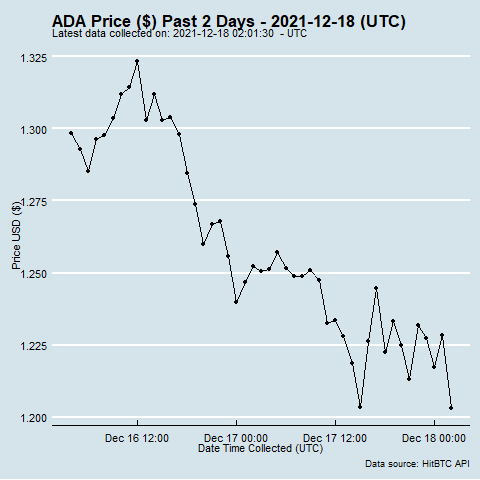 ADA Price ($) Past 2 Days - 2021-12-18 (UTC)
Latest data collected on: 2021-12-18 02:01:30  - UTC
1.325
1.300
1.275
1.250
1.225
1.200
Price USD ($)
Dec 16 12:00
Dec 17 00:00
Dec 17 12:00
Dec 18 00:00
Date Time Collected (UTC)
Data source: HitBTC API